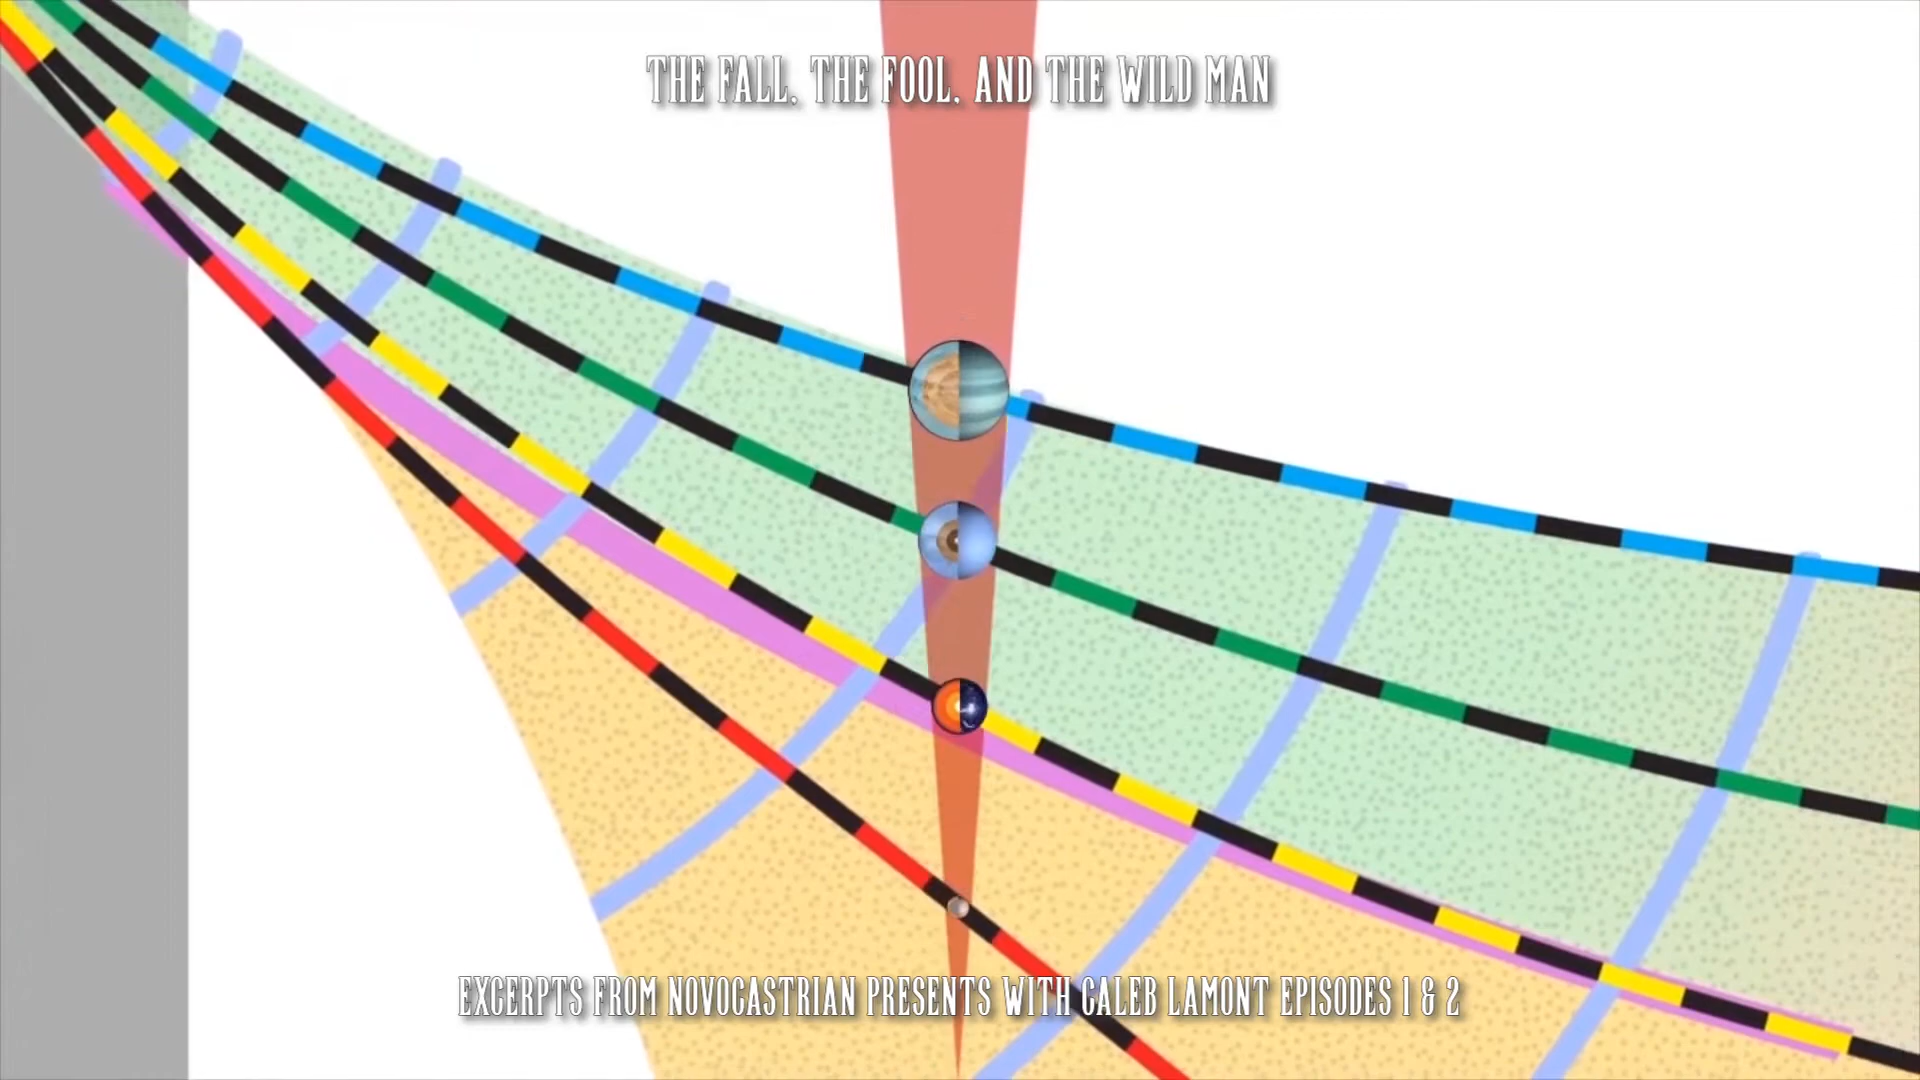 THE FALL, THE FOOL, AND THE WILD MAN
EXCERPTS FROM NOVOCASTRIAN PRESENTS WITH CALEB LAMONT EPISODES 1 & 2